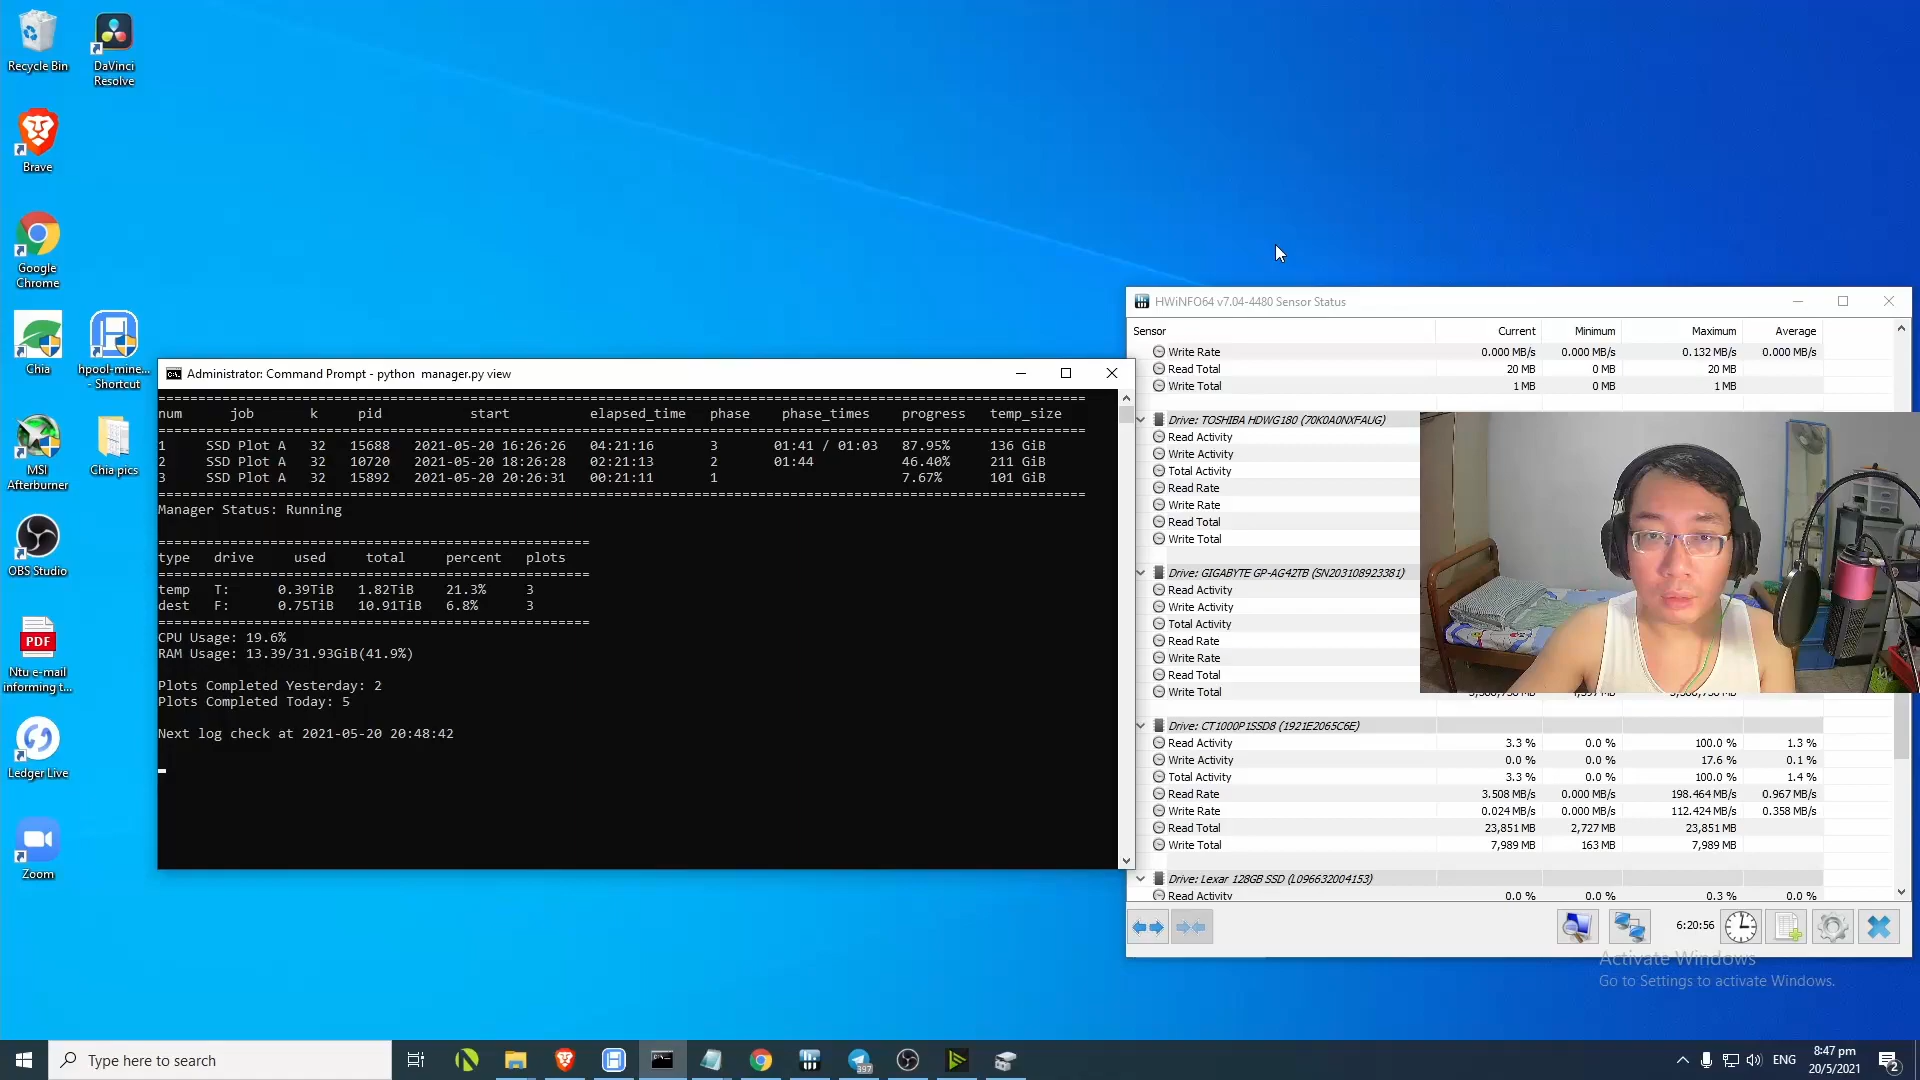 Recycle Bin
DaVinci
Resolve
Brave
Google
Chrome
Chia
hpool-mine...
- Shortcut
MSI
Afterburner
Chia pics
OBS Studio
PDF
Ntu e-mail
informing t...
Ledger Live
zoom
Zoom
Administrator: Command Prompt - python manager.py view
num job k pid start elapsed_time phase phase_times progress temp_size
1 SSD Plot A 32 15688 2021-05-20 16:26:26 04:21:16 3 01:41 / 01:03 87.95% 136 GiB
2 SSD Plot A 32 10720 2021-05-20 18:26:28 02:21:13 2 01:44 46.40% 211 GiB
3 SSD Plot A 32 15892 2021-05-20 20:26:31 00:21:11 1 7.67% 101 GiB
Manager Status: Running
type drive used total percent plots
temp T: 0.39TiB 1.82TiB 21.3% 3
dest F: 0.75TiB 10.91TiB 6.8% 3
CPU Usage: 19.6%
RAM Usage: 13.39/31.93GiB(41.9%)
Plots Completed Yesterday: 2
Plots Completed Today: 5
Next log check at 2021-05-20 20:48:42
HWiNFO64 v7.04-4480 Sensor Status
Sensor Current Minimum Maximum Average
Write Rate 0.000 MB/s 0.000 MB/s 0.132 MB/s 0.000 MB/s
Read Total 20 MB 0 MB 20 MB
Write Total 1 MB 0 MB 1 MB
Drive: TOSHIBA HDWG180 (70K0A0NXFAUG)
Read Activity
Write Activity
Total Activity
Read Rate
Write Rate
Read Total
Write Total
Drive: GIGABYTE GP-AG42TB (SN203108923381)
Read Activity
Write Activity
Total Activity
Read Rate
Write Rate
Read Total
Write Total
Drive: CT1000P1SSD8 (1921E2065C6E)
Read Activity 3.3 % 0.0 % 100.0 % 1.3 %
Write Activity 0.0 % 0.0 % 17.6 % 0.1 %
Total Activity 3.3 % 0.0 % 100.0 % 1.4 %
Read Rate 3.508 MB/s 0.000 MB/s 198.464 MB/s 0.967 MB/s
Write Rate 0.024 MB/s 0.000 MB/s 112.424 MB/s 0.358 MB/s
Read Total 23,851 MB 2,727 MB 23,851 MB
Write Total 7,989 MB 163 MB 7,989 MB
Drive: Lexar 128GB SSD (L096632004153)
Read Activity 0.0 % 0.0 % 0.3 % 0.0 %
6:20:56
Activate Windows
Go to Settings to activate Windows.
Type here to search
397
ENG
8:47 pm
20/5/2021
2